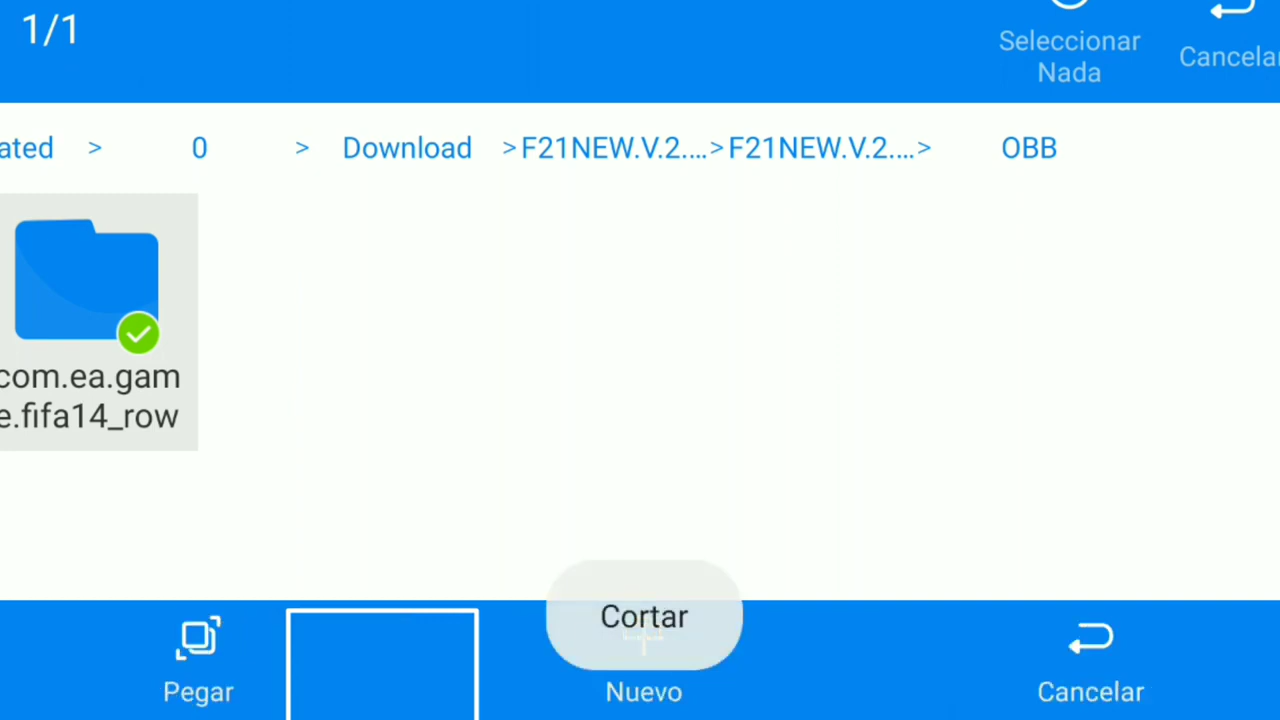 1/1
Seleccionar
Nada
Cancelar
ated > 0 > Download >F21NEW.V.2....>F21NEW.V.2....> OBB
com.ea.gam
e.fifa14_row
Cortar
Pegar
Nuevo
Cancelar